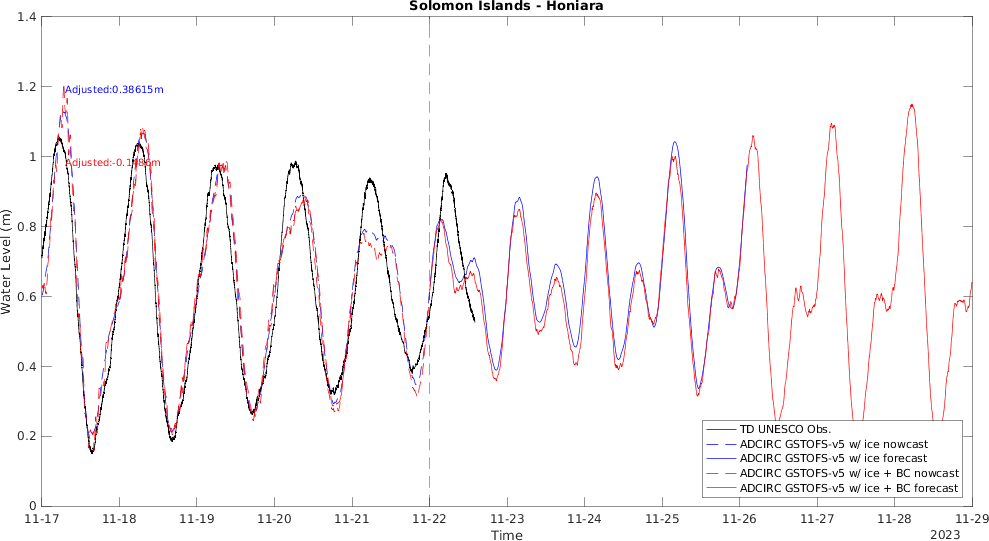 Solomon Islands - Honiara
1.4
1.2
1
0.8
0.6
0.4
0.2
0
Water Level (m)
Adjusted:0.38615m
TD UNESCO Obs.
ADCIRC GSTOFS-v5 w/ ice nowcast
ADCIRC GSTOFS-v5 w/ ice forecast
ADCIRC GSTOFS-v5 w/ ice + BC nowcast
ADCIRC GSTOFS-v5 w/ ice + BC forecast
11-17 11-18 11-19 11-20 11-21 11-22 11-23 11-24 11-25 11-26 11-27 11-28 11-29
Time
2023